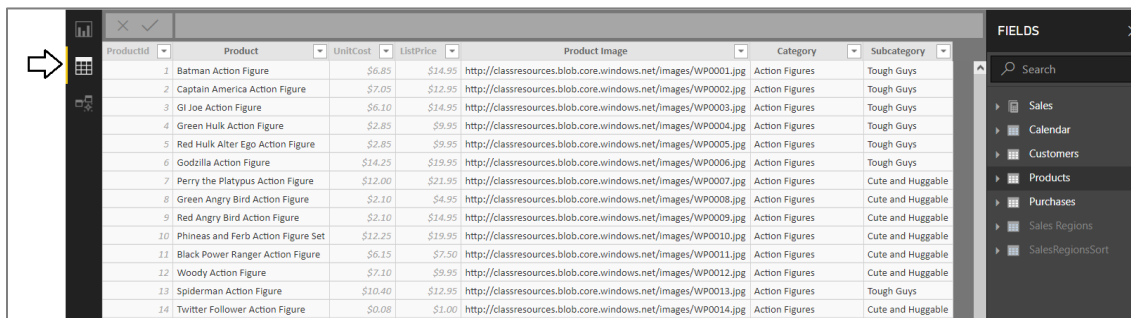 FIELDS
ProductId Product UnitCost ListPrice Product Image Category Subcategory
Search
1 Batman Action Figure $6.85 $14.95 http://classresources.blob.core.windows.net/images/WP0001.jpg Action Figures Tough Guys
2 Captain America Action Figure $7.05 $12.95 http://classresources.blob.core.windows.net/images/WP0002.jpg Action Figures Tough Guys
3 GI Joe Action Figure $6.10 $14.95 http://classresources.blob.core.windows.net/images/WP0003.jpg Action Figures Tough Guys
4 Green Hulk Action Figure $2.85 $9.95 http://classresources.blob.core.windows.net/images/WP0004.jpg Action Figures Tough Guys
5 Red Hulk Alter Ego Action Figure $2.85 $9.95 http://classresources.blob.core.windows.net/images/WP0005.jpg Action Figures Tough Guys
6 Godzilla Action Figure $14.25 $19.95 http://classresources.blob.core.windows.net/images/WP0006.jpg Action Figures Tough Guys
7 Perry the Platypus Action Figure $12.00 $21.95 http://classresources.blob.core.windows.net/images/WP0007.jpg Action Figures Cute and Huggable
8 Green Angry Bird Action Figure $2.10 $4.95 http://classresources.blob.core.windows.net/images/WP0008.jpg Action Figures Cute and Huggable
9 Red Angry Bird Action Figure $2.10 $14.95 http://classresources.blob.core.windows.net/images/WP0009.jpg Action Figures Cute and Huggable
10 Phineas and Ferb Action Figure Set $12.25 $19.95 http://classresources.blob.core.windows.net/images/WP0010.jpg Action Figures Cute and Huggable
11 Black Power Ranger Action Figure $6.15 $7.50 http://classresources.blob.core.windows.net/images/WP0011.jpg Action Figures Cute and Huggable
12 Woody Action Figure $7.10 $9.95 http://classresources.blob.core.windows.net/images/WP0012.jpg Action Figures Cute and Huggable
13 Spiderman Action Figure $10.40 $12.95 http://classresources.blob.core.windows.net/images/WP0013.jpg Action Figures Tough Guys
14 Twitter Follower Action Figure $0.08 $1.00 http://classresources.blob.core.windows.net/images/WP0014.jpg Action Figures Cute and Huggable
Sales
Calendar
Customers
Products
Purchases
Sales Regions
SalesRegionsSort